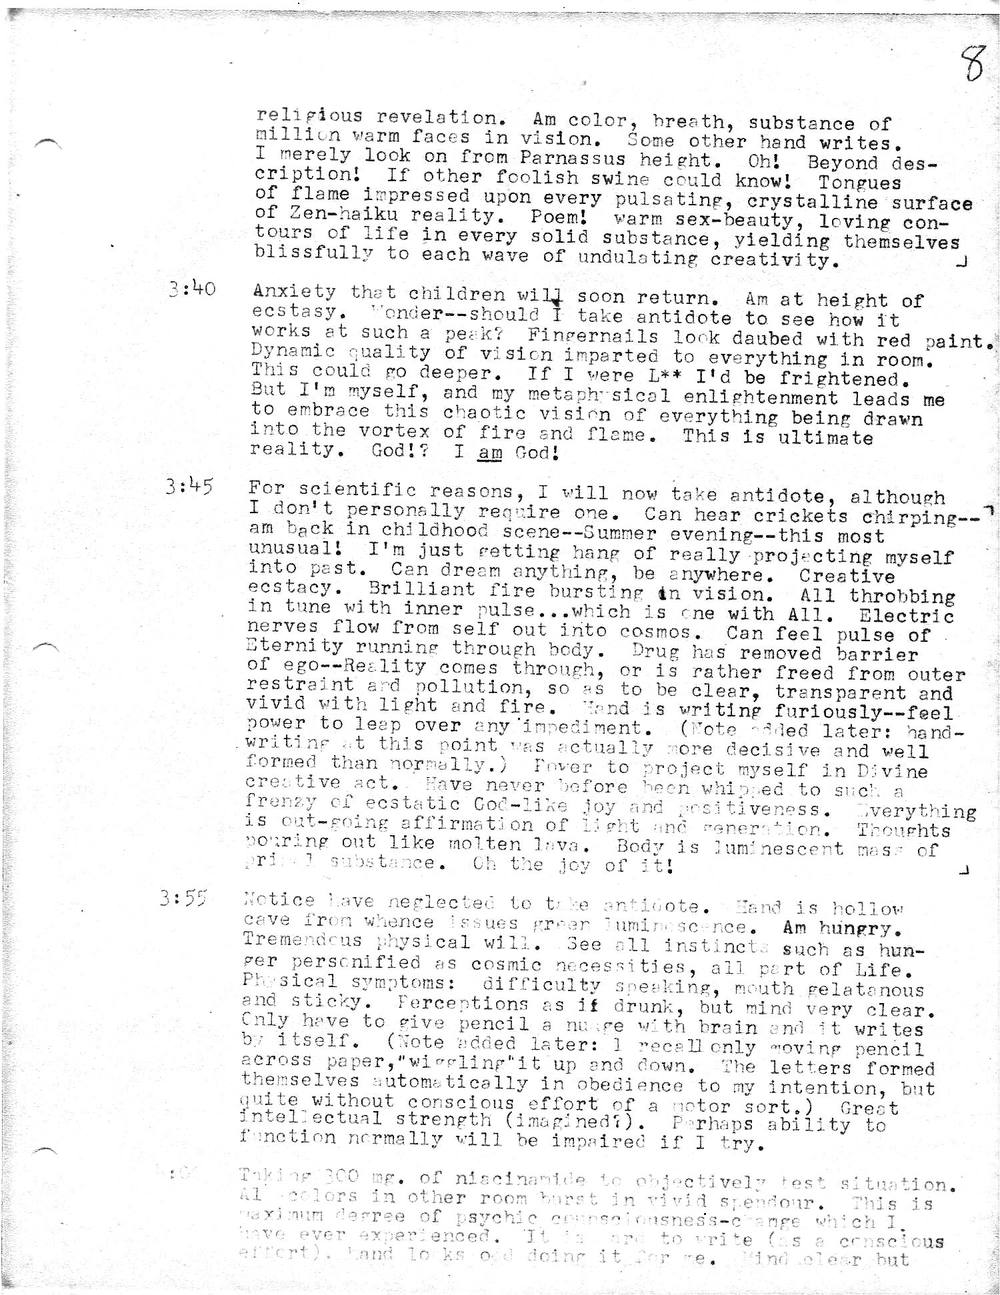 8
religious revelation. Am color, breath, substance of
million warm faces in vision. Some other hand writes.
I merely look on from Parnassus height. Oh! Beyond des-
cription! If other foolish swine could know! Tongues
of flame impressed upon every pulsating, crystalline surface
of Zen-haiku reality. Poem! warm sex-beauty, loving con-
tours of life in every solid substance, yielding themselves
blissfully to each wave of undulating creativity.
3:40 Anxiety that children will soon return. Am at height of
ecstasy. Wonder--should I take antidote to see how it
works at such a peak? Fingernails look daubed with red paint.
Dynamic quality of vision imparted to everything in room.
This could go deeper. If I were L** I'd be frightened.
But I'm myself, and my metaphysical enlightenment leads me
to embrace this chaotic vision of everything being drawn
into the vortex of fire and flame. This is ultimate
reality. God!? I am God!
3:45 For scientific reasons, I will now take antidote, although
I don't personally require one. Can hear crickets chirping--
am back in childhood scene--Summer evening--this most
unusual! I'm just getting hang of really projecting myself
into past. Can dream anything, be anywhere. Creative
ecstacy. Brilliant fire bursting in vision. All throbbing
in tune with inner pulse...which is one with All. Electric
nerves flow from self out into cosmos. Can feel pulse of
Eternity running through body. Drug has removed barrier
of ego--Reality comes through, or is rather freed from outer
restraint and pollution, so as to be clear, transparent and
vivid with light and fire. Hand is writing furiously--feel
power to leap over any impediment. (Note added later: hand-
writing at this point was actually more decisive and well
formed than normally.) Power to project myself in Divine
creative act. Have never before been whipped to such a
frenzy of ecstatic God-like joy and positiveness. Everything
is out-going affirmation of light and generation. Thoughts
pouring out like molten lava. Body is luminescent mass of
primal substance. Oh the joy of it!
3:55 Notice have neglected to take antidote. Hand is hollow
cave from whence issues green luminescence. Am hungry.
Tremendous physical will. See all instincts such as hun-
ger personified as cosmic necessities, all part of Life.
Physical symptoms: difficulty speaking, mouth gelatanous
and sticky. Perceptions as if drunk, but mind very clear.
Only have to give pencil a nudge with brain and it writes
by itself. (Note added later: I recall only moving pencil
across paper,"wiggling"it up and down. The letters formed
themselves automatically in obedience to my intention, but
quite without conscious effort of a motor sort.) Great
intellectual strength (imagined?). Perhaps ability to
function normally will be impaired if I try.
Taking 300 mg. of niacinamide to objectively test situation.
All colors in other room burst in vivid spendour. This is
maximum degree of psychic change which I
have ever experienced. It is hard to write (as a conscious
effort). Hand looks odd doing it for me. Mind clear but